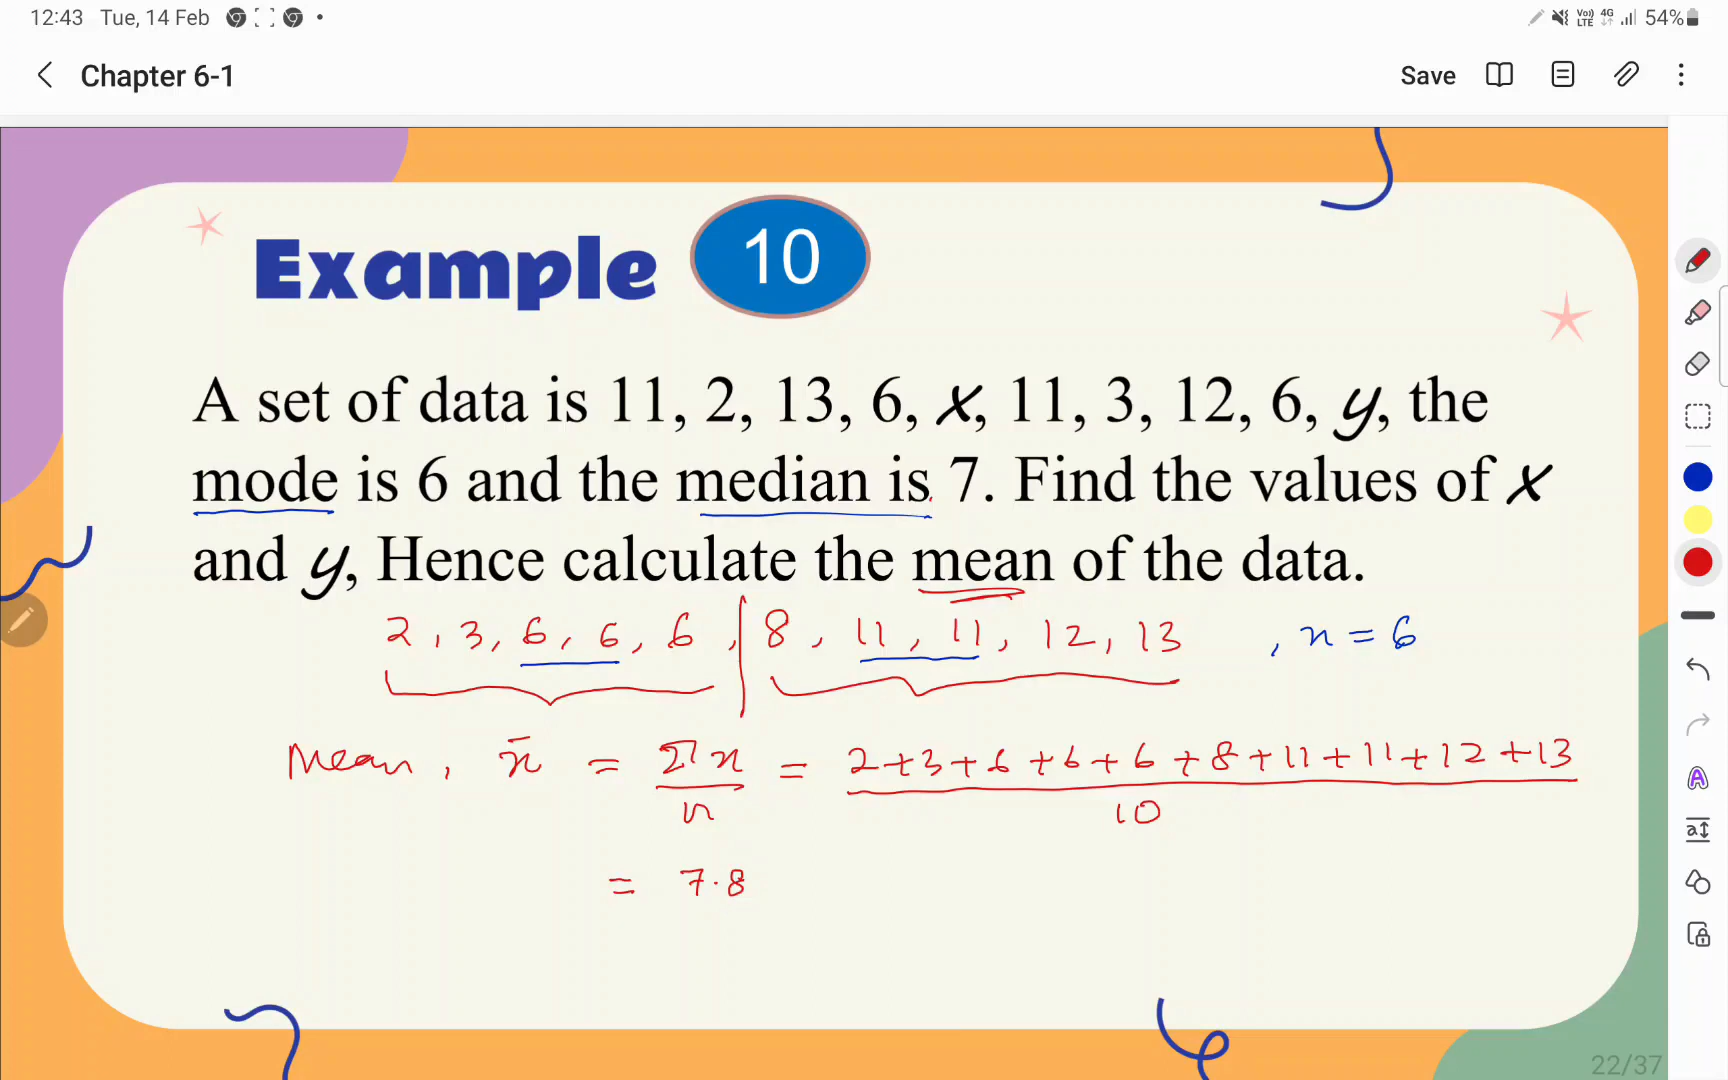 12:43 Tue, 14 Feb
Vo)) LTE 4G 54%
Chapter 6-1
Save
Example 10
A set of data is 11, 2, 13, 6, x, 11, 3, 12, 6, y, the
mode is 6 and the median is 7. Find the values of x
and y, Hence calculate the mean of the data.
2, 3, 6, 6, 6, 8, 11, 11, 12, 13 , x = 6
Mean, x̄ = Σx/n = 2+3+6+6+6+8+11+11+12+13/10
= 7.8
22/37